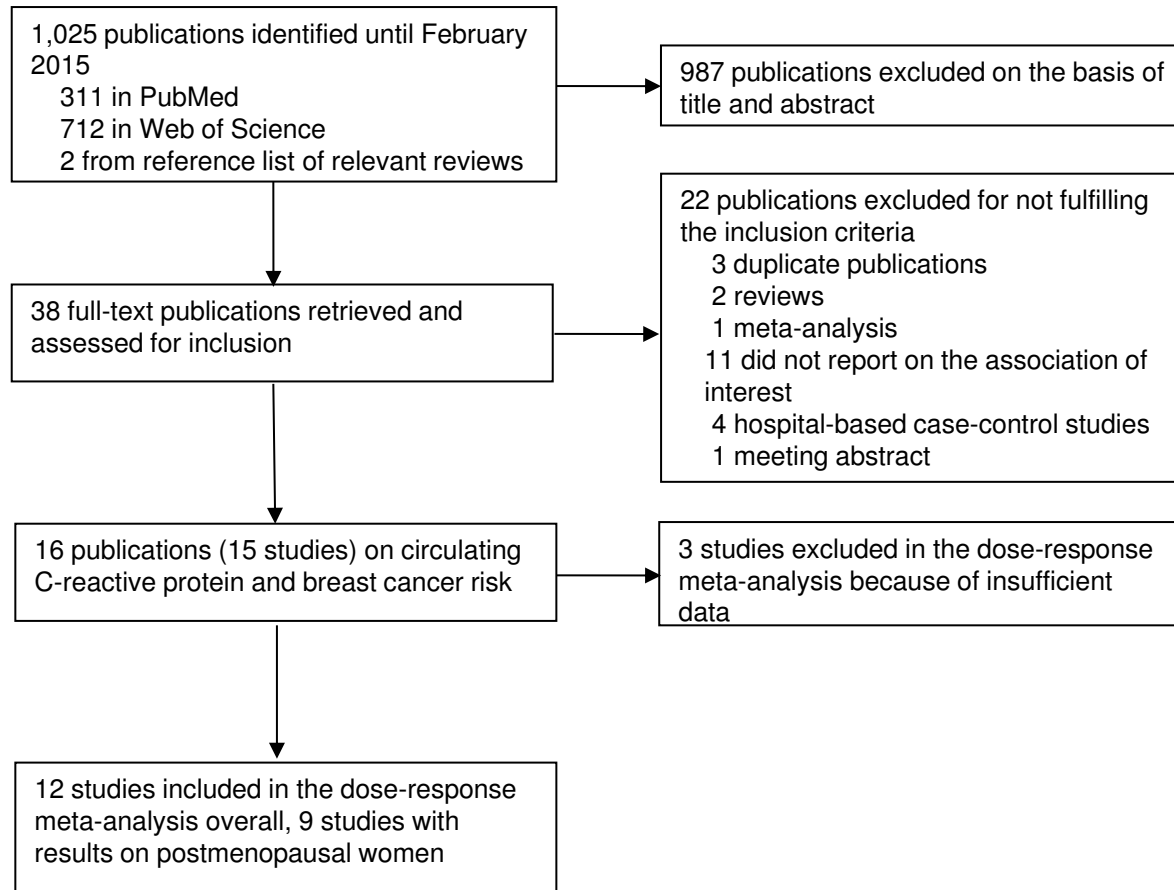 1,025 publications identified until February
2015
311 in PubMed
712 in Web of Science
2 from reference list of relevant reviews
987 publications excluded on the basis of
title and abstract
38 full-text publications retrieved and
assessed for inclusion
22 publications excluded for not fulfilling
the inclusion criteria
3 duplicate publications
2 reviews
1 meta-analysis
11 did not report on the association of
interest
4 hospital-based case-control studies
1 meeting abstract
16 publications (15 studies) on circulating
C-reactive protein and breast cancer risk
3 studies excluded in the dose-response
meta-analysis because of insufficient
data
12 studies included in the dose-response
meta-analysis overall, 9 studies with
results on postmenopausal women